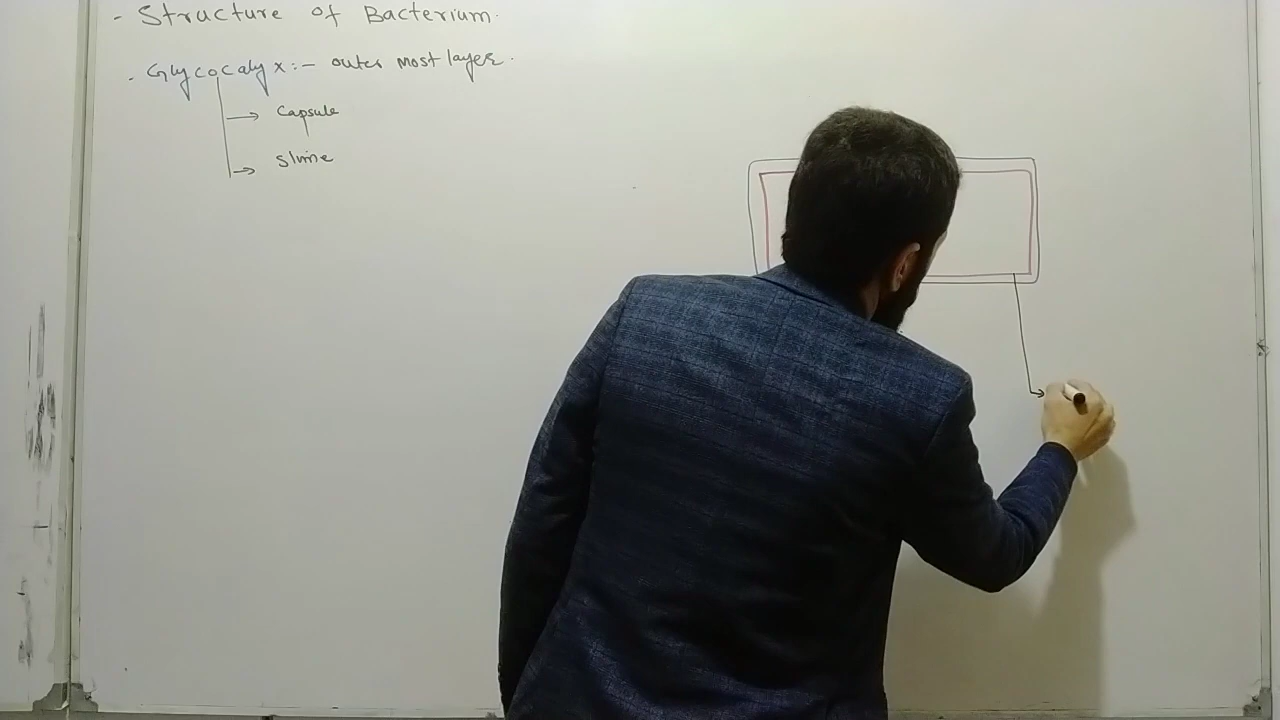 - Structure of Bacterium.
. Glycocalyx:- outer most layer.
→ Capsule
→ Slime